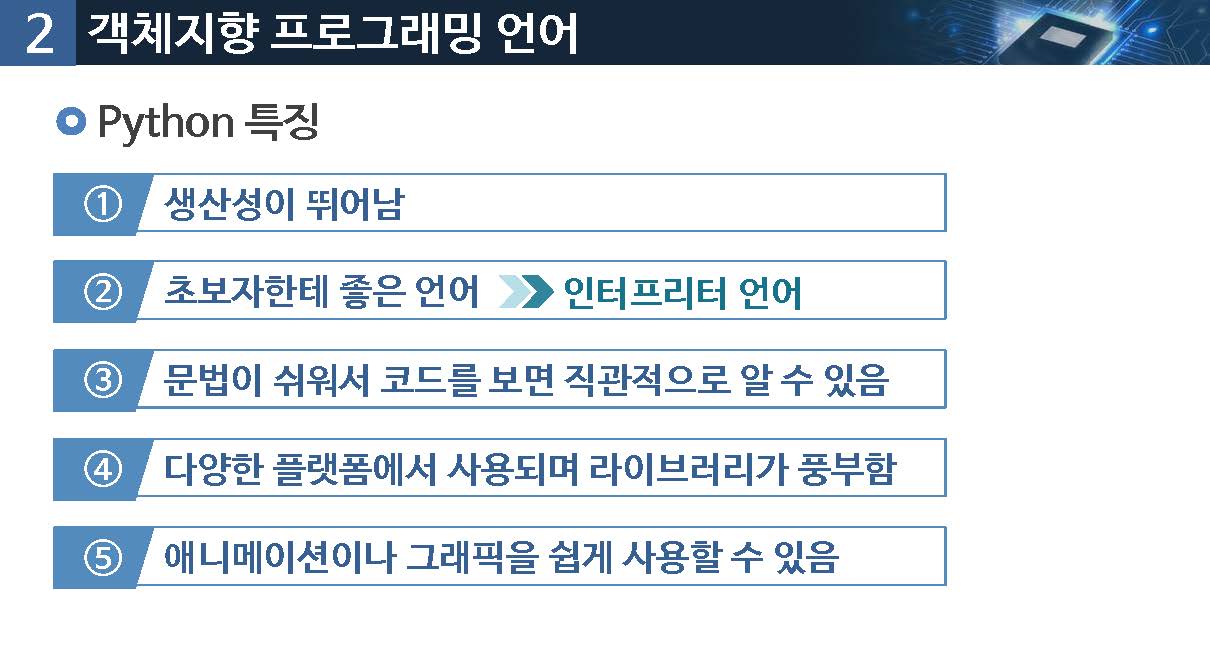 2 객체지향 프로그래밍 언어
Python 특징
① 생산성이 뛰어남
② 초보자한테 좋은 언어 인터프리터 언어
③ 문법이 쉬워서 코드를 보면 직관적으로 알 수 있음
④ 다양한 플랫폼에서 사용되며 라이브러리가 풍부함
⑤ 애니메이션이나 그래픽을 쉽게 사용할 수 있음